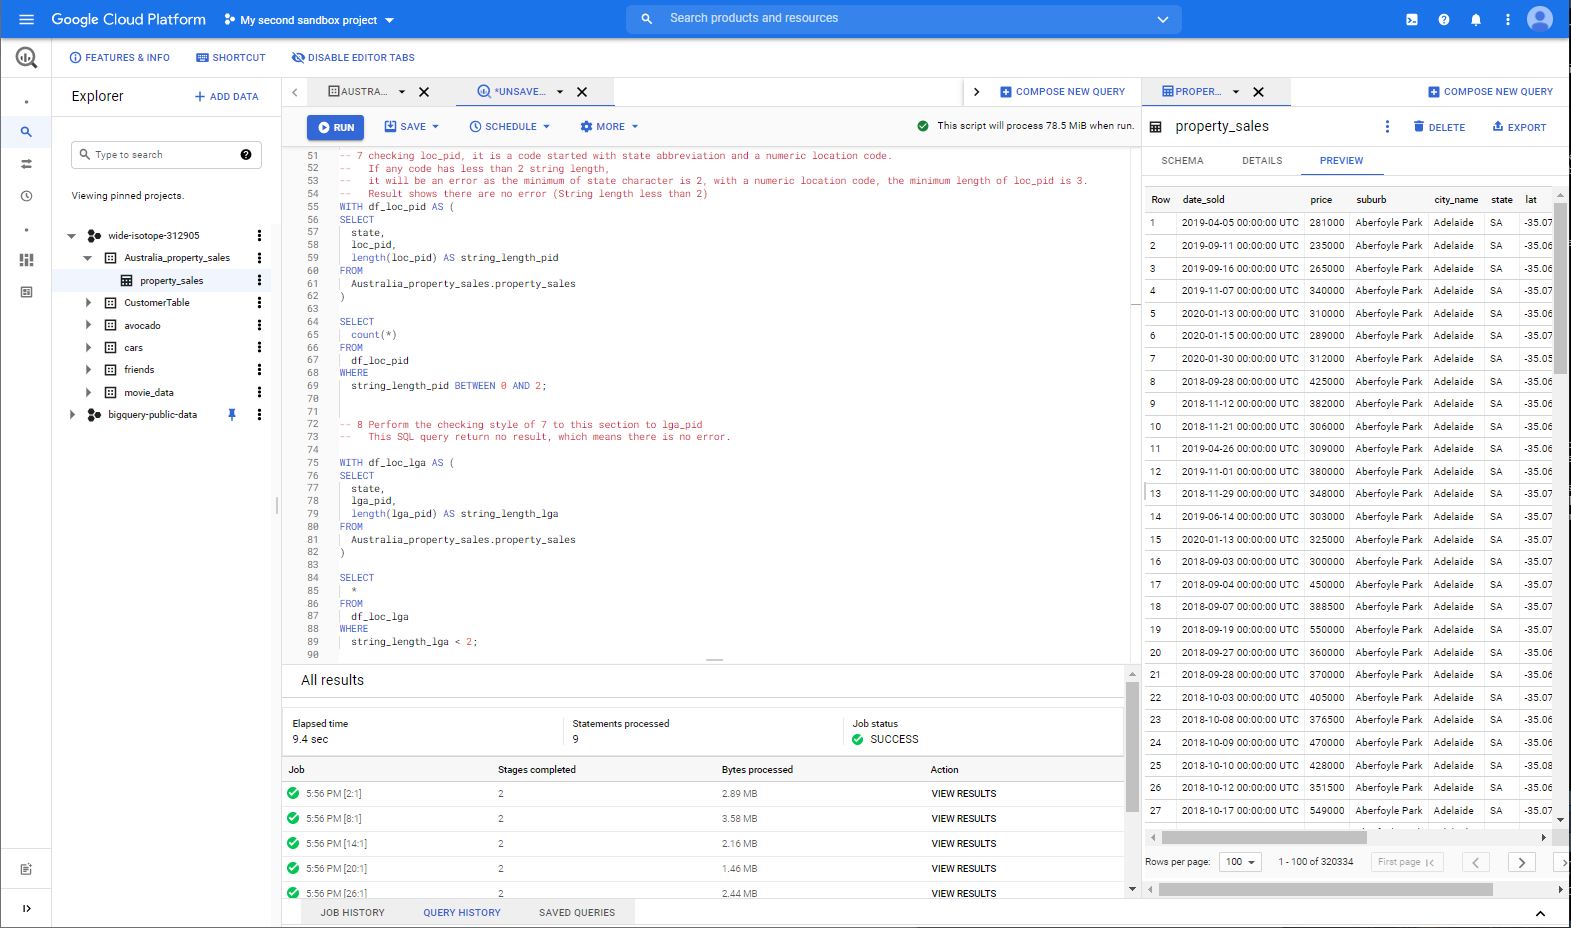 Google Cloud Platform My second sandbox project Search products and resources
FEATURES & INFO SHORTCUT DISABLE EDITOR TABS
Explorer + ADD DATA
Type to search
Viewing pinned projects.
wide-isotope-312905
Australia_property_sales
property_sales
CustomerTable
avocado
cars
friends
movie_data
bigquery-public-data
AUSTRA... *UNSAVE... COMPOSE NEW QUERY
RUN SAVE SCHEDULE MORE This script will process 78.5 MiB when run.
51 -- 7 checking loc_pid, it is a code started with state abbreviation and a numeric location code.
52 -- If any code has less than 2 string length,
53 -- it will be an error as the minimum of state character is 2, with a numeric location code, the minimum length of loc_pid is 3.
54 -- Result shows there are no error (String length less than 2)
55 WITH df_loc_pid AS (
56 SELECT
57 state,
58 loc_pid,
59 length(loc_pid) AS string_length_pid
60 FROM
61 Australia_property_sales.property_sales
62 )
63
64 SELECT
65 count(*)
66 FROM
67 df_loc_pid
68 WHERE
69 string_length_pid BETWEEN 0 AND 2;
70
71
72 -- 8 Perform the checking style of 7 to this section to lga_pid
73 -- This SQL query return no result, which means there is no error.
74
75 WITH df_loc_lga AS (
76 SELECT
77 state,
78 lga_pid,
79 length(lga_pid) AS string_length_lga
80 FROM
81 Australia_property_sales.property_sales
82 )
83
84 SELECT
85 *
86 FROM
87 df_loc_lga
88 WHERE
89 string_length_lga < 2;
90
All results
Elapsed time Statements processed Job status
9.4 sec 9 SUCCESS
Job Stages completed Bytes processed Action
5:56 PM [2:1] 2 2.89 MB VIEW RESULTS
5:56 PM [8:1] 2 3.58 MB VIEW RESULTS
5:56 PM [14:1] 2 2.16 MB VIEW RESULTS
5:56 PM [20:1] 2 1.46 MB VIEW RESULTS
5:56 PM [26:1] 2 2.44 MB VIEW RESULTS
JOB HISTORY QUERY HISTORY SAVED QUERIES
PROPER... COMPOSE NEW QUERY
property_sales DELETE EXPORT
SCHEMA DETAILS PREVIEW
Row date_sold price suburb city_name state lat
1 2019-04-05 00:00:00 UTC 281000 Aberfoyle Park Adelaide SA -35.07
2 2019-09-11 00:00:00 UTC 235000 Aberfoyle Park Adelaide SA -35.06
3 2019-09-16 00:00:00 UTC 265000 Aberfoyle Park Adelaide SA -35.06
4 2019-11-07 00:00:00 UTC 340000 Aberfoyle Park Adelaide SA -35.06
5 2020-01-13 00:00:00 UTC 310000 Aberfoyle Park Adelaide SA -35.06
6 2020-01-15 00:00:00 UTC 289000 Aberfoyle Park Adelaide SA -35.07
7 2020-01-30 00:00:00 UTC 312000 Aberfoyle Park Adelaide SA -35.05
8 2018-09-28 00:00:00 UTC 425000 Aberfoyle Park Adelaide SA -35.06
9 2018-11-12 00:00:00 UTC 382000 Aberfoyle Park Adelaide SA -35.06
10 2018-11-21 00:00:00 UTC 306000 Aberfoyle Park Adelaide SA -35.06
11 2019-04-26 00:00:00 UTC 309000 Aberfoyle Park Adelaide SA -35.06
12 2019-11-01 00:00:00 UTC 380000 Aberfoyle Park Adelaide SA -35.06
13 2018-11-29 00:00:00 UTC 348000 Aberfoyle Park Adelaide SA -35.07
14 2019-06-14 00:00:00 UTC 303000 Aberfoyle Park Adelaide SA -35.06
15 2020-01-13 00:00:00 UTC 325000 Aberfoyle Park Adelaide SA -35.07
16 2018-09-03 00:00:00 UTC 300000 Aberfoyle Park Adelaide SA -35.07
17 2018-09-04 00:00:00 UTC 450000 Aberfoyle Park Adelaide SA -35.07
18 2018-09-07 00:00:00 UTC 388500 Aberfoyle Park Adelaide SA -35.06
19 2018-09-19 00:00:00 UTC 550000 Aberfoyle Park Adelaide SA -35.07
20 2018-09-27 00:00:00 UTC 360000 Aberfoyle Park Adelaide SA -35.06
21 2018-09-28 00:00:00 UTC 370000 Aberfoyle Park Adelaide SA -35.06
22 2018-10-03 00:00:00 UTC 405000 Aberfoyle Park Adelaide SA -35.07
23 2018-10-08 00:00:00 UTC 376500 Aberfoyle Park Adelaide SA -35.06
24 2018-10-09 00:00:00 UTC 470000 Aberfoyle Park Adelaide SA -35.06
25 2018-10-10 00:00:00 UTC 428000 Aberfoyle Park Adelaide SA -35.08
26 2018-10-12 00:00:00 UTC 351500 Aberfoyle Park Adelaide SA -35.06
27 2018-10-17 00:00:00 UTC 549000 Aberfoyle Park Adelaide SA -35.07
Rows per page: 100 1 - 100 of 320334 First page